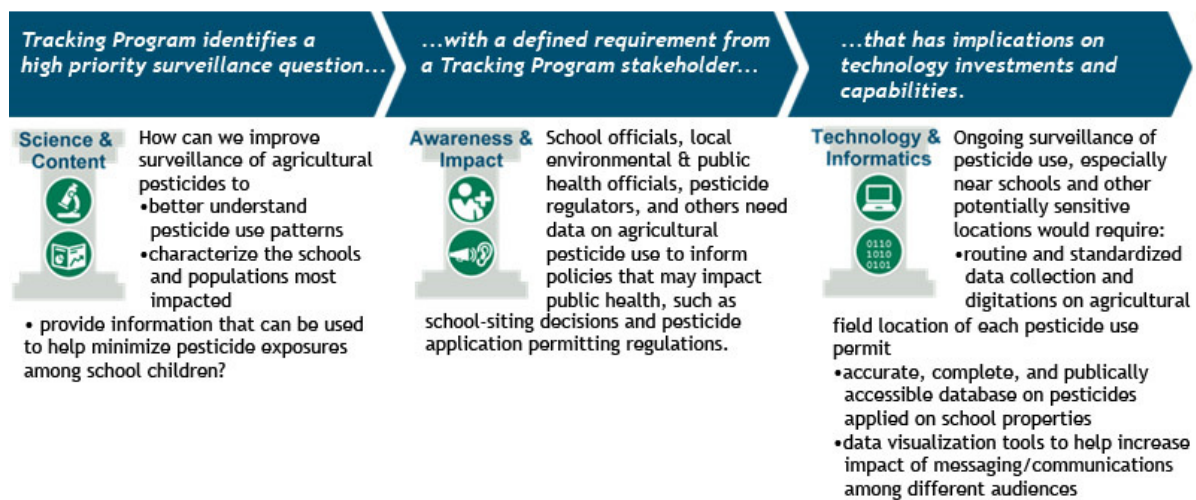 Tracking Program identifies a
high priority surveillance question...
...with a defined requirement from
a Tracking Program stakeholder...
...that has implications on
technology investments and
capabilities.
Science &
Content
How can we improve
surveillance of agricultural
pesticides to
•better understand
pesticide use patterns
•characterize the schools
and populations most
impacted
• provide information that can be used
to help minimize pesticide exposures
among school children?
Awareness &
Impact
School officials, local
environmental & public
health officials, pesticide
regulators, and others need
data on agricultural
pesticide use to inform
policies that may impact
public health, such as
school-siting decisions and pesticide
application permitting regulations.
Technology &
Informatics
0110
1010
0101
Ongoing surveillance of
pesticide use, especially
near schools and other
potentially sensitive
locations would require:
•routine and standardized
data collection and
digitations on agricultural
field location of each pesticide use
permit
•accurate, complete, and publically
accessible database on pesticides
applied on school properties
•data visualization tools to help increase
impact of messaging/communications
among different audiences